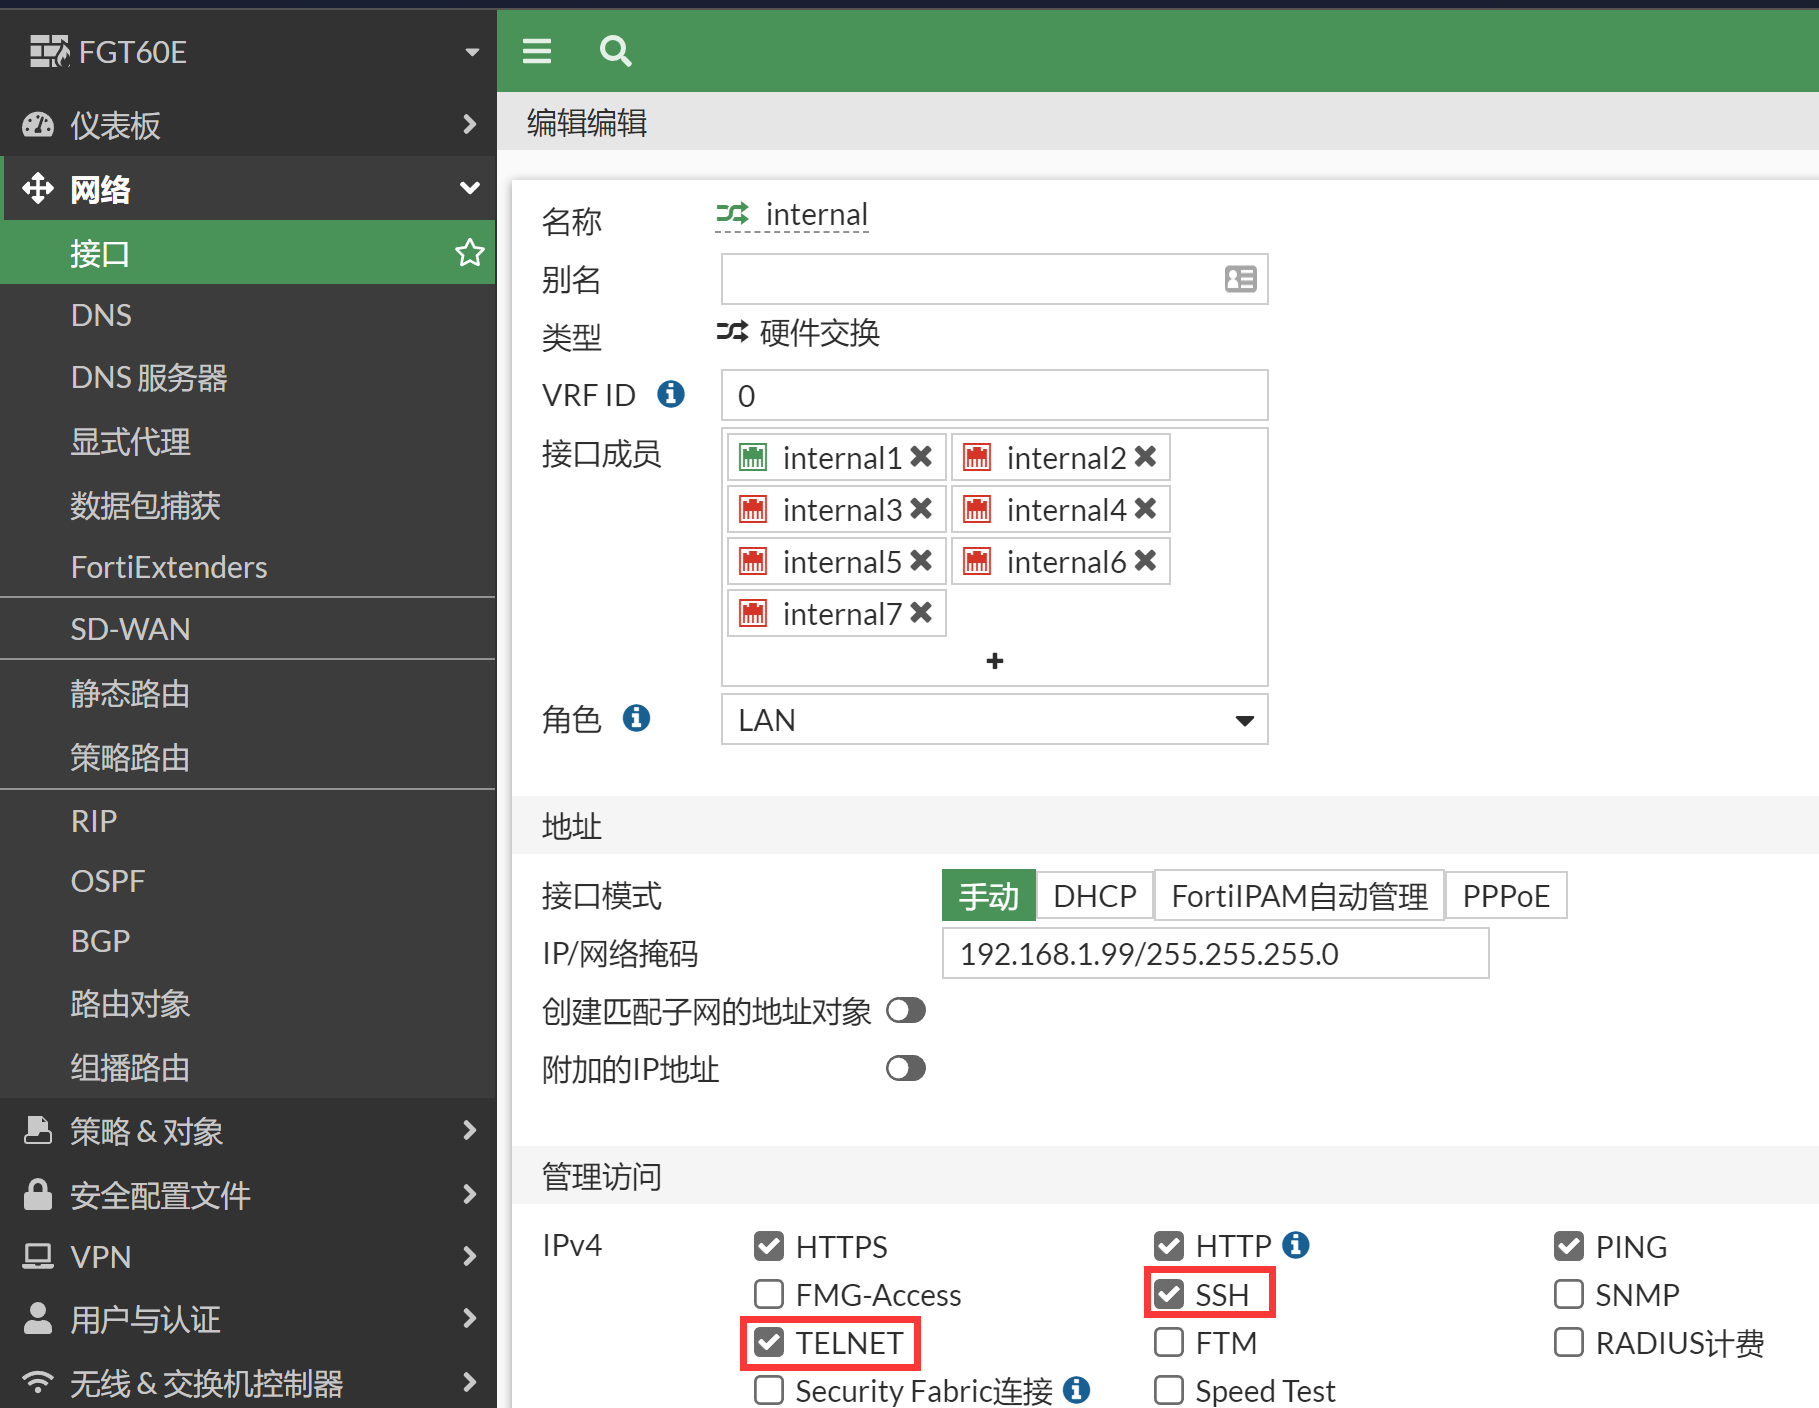 FGT60E
仪表板
网络
接口
DNS
DNS 服务器
显式代理
数据包捕获
FortiExtenders
SD-WAN
静态路由
策略路由
RIP
OSPF
BGP
路由对象
组播路由
策略 & 对象
安全配置文件
VPN
用户与认证
无线 & 交换机控制器
编辑编辑
名称 internal
别名
类型 硬件交换
VRF ID 0
接口成员 internal1 internal2
internal3 internal4
internal5 internal6
internal7
角色 LAN
地址
接口模式 手动 DHCP FortiIPAM自动管理 PPPoE
IP/网络掩码 192.168.1.99/255.255.255.0
创建匹配子网的地址对象
附加的IP地址
管理访问
IPv4 HTTPS HTTP PING
FMG-Access SSH SNMP
TELNET FTM RADIUS计费
Security Fabric连接 Speed Test